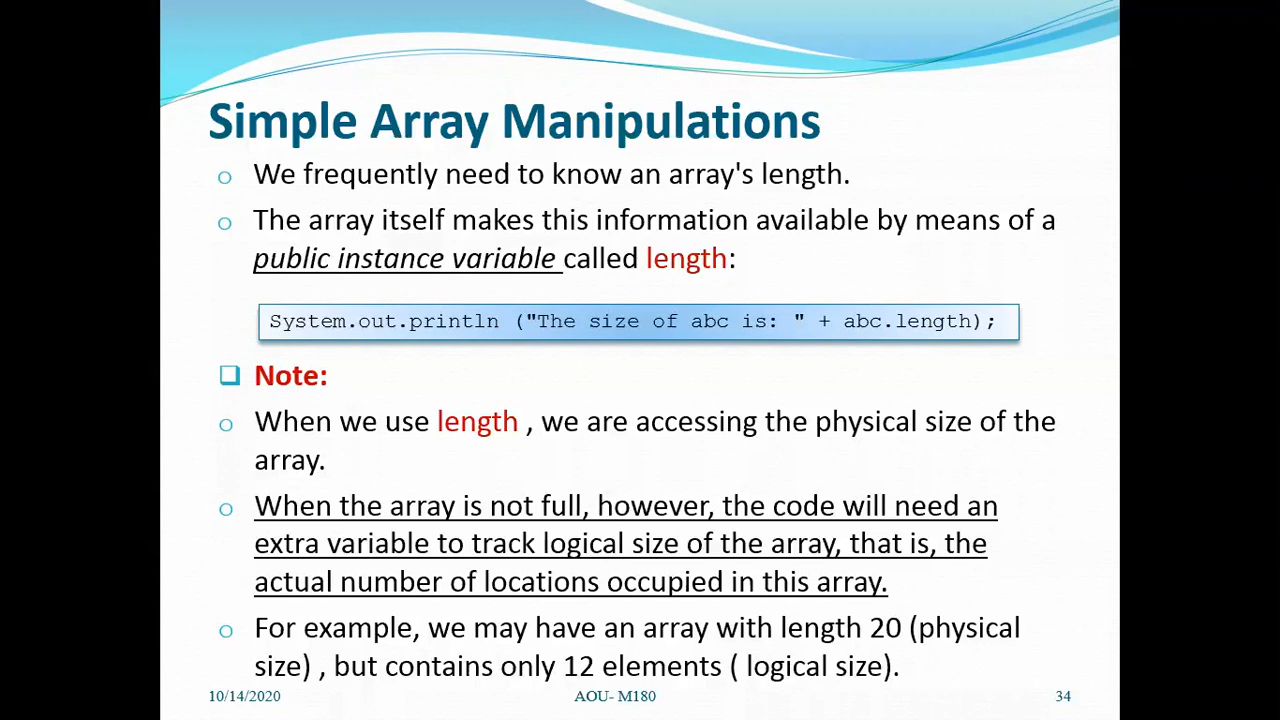 Simple Array Manipulations
o We frequently need to know an array's length.
o The array itself makes this information available by means of a
public instance variable called length:
System.out.println ("The size of abc is: " + abc.length);
❑ Note:
o When we use length , we are accessing the physical size of the
array.
o When the array is not full, however, the code will need an
extra variable to track logical size of the array, that is, the
actual number of locations occupied in this array.
o For example, we may have an array with length 20 (physical
size) , but contains only 12 elements ( logical size).
10/14/2020 AOU- M180 34